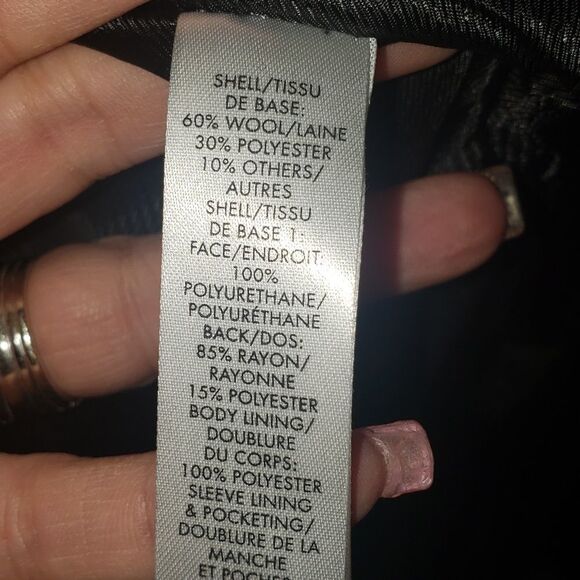 SHELL/TISSU
DE BASE:
60% WOOL/LAINE
30% POLYESTER
10% OTHERS/
AUTRES
SHELL/TISSU
DE BASE 1:
FACE/ENDROIT:
100%
POLYURETHANE/
POLYURÉTHANE
BACK/DOS:
85% RAYON/
RAYONNE
15% POLYESTER
BODY LINING/
DOUBLURE
DU CORPS:
100% POLYESTER
SLEEVE LINING
& POCKETING/
DOUBLURE DE LA
MANCHE
ET